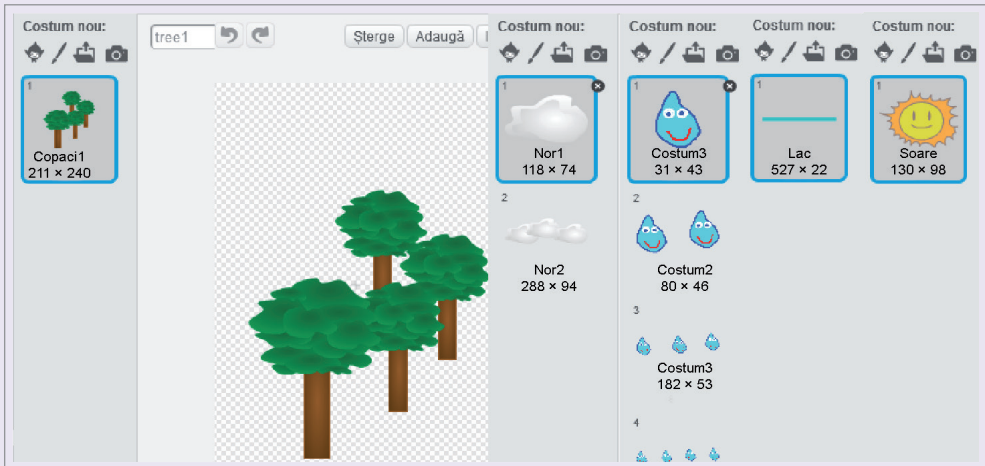 Costum nou:
1
Copaci1
211 × 240
tree1
Șterge
Adaugă
Costum nou:
1
Nor1
118 × 74
2
Nor2
288 × 94
Costum nou:
1
Costum3
31 × 43
2
Costum2
80 × 46
3
Costum3
182 × 53
4
Costum nou:
1
Lac
527 × 22
Costum nou:
1
Soare
130 × 98